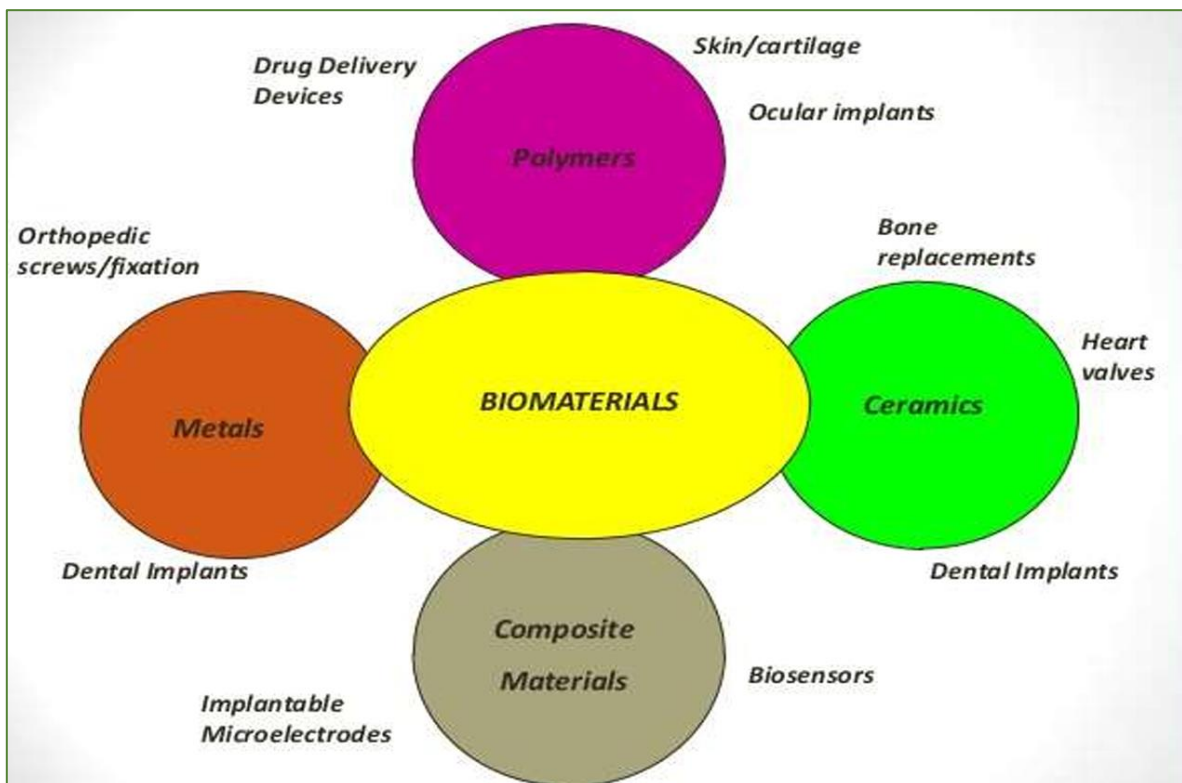 Drug Delivery
Devices
Skin/cartilage
Ocular implants
Polymers
Orthopedic
screws/fixation
Bone
replacements
Heart
valves
BIOMATERIALS
Metals
Ceramics
Dental Implants
Dental Implants
Composite
Materials
Biosensors
Implantable
Microelectrodes